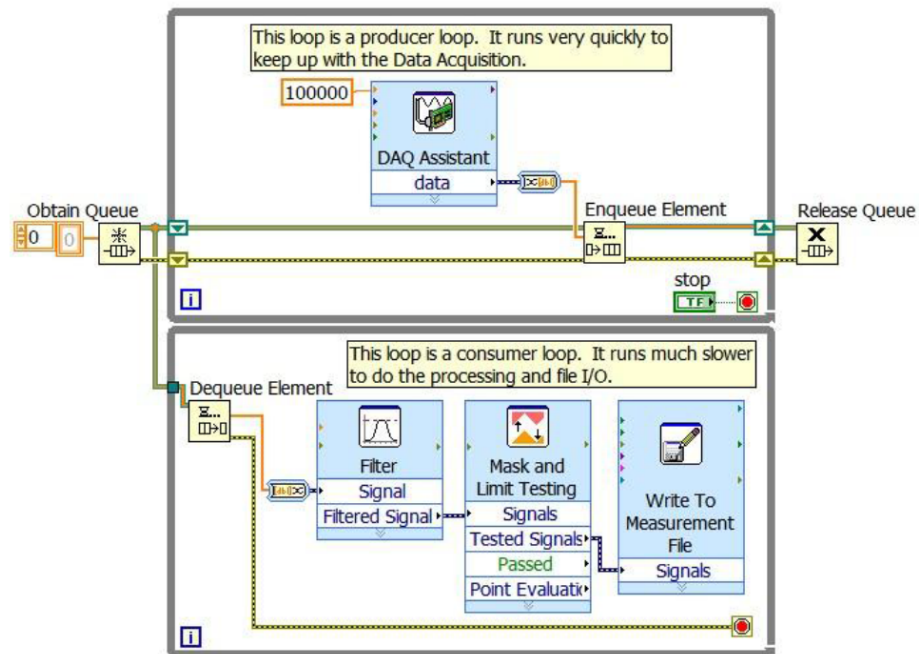 This loop is a producer loop. It runs very quickly to
keep up with the Data Acquisition.
100000
DAQ Assistant
data
Obtain Queue
0
0
Enqueue Element
Release Queue
stop
TF
i
This loop is a consumer loop. It runs much slower
to do the processing and file I/O.
Dequeue Element
Filter
Signal
Filtered Signal
Mask and
Limit Testing
Signals
Tested Signals
Passed
Point Evaluatic
Write To
Measurement
File
Signals
i